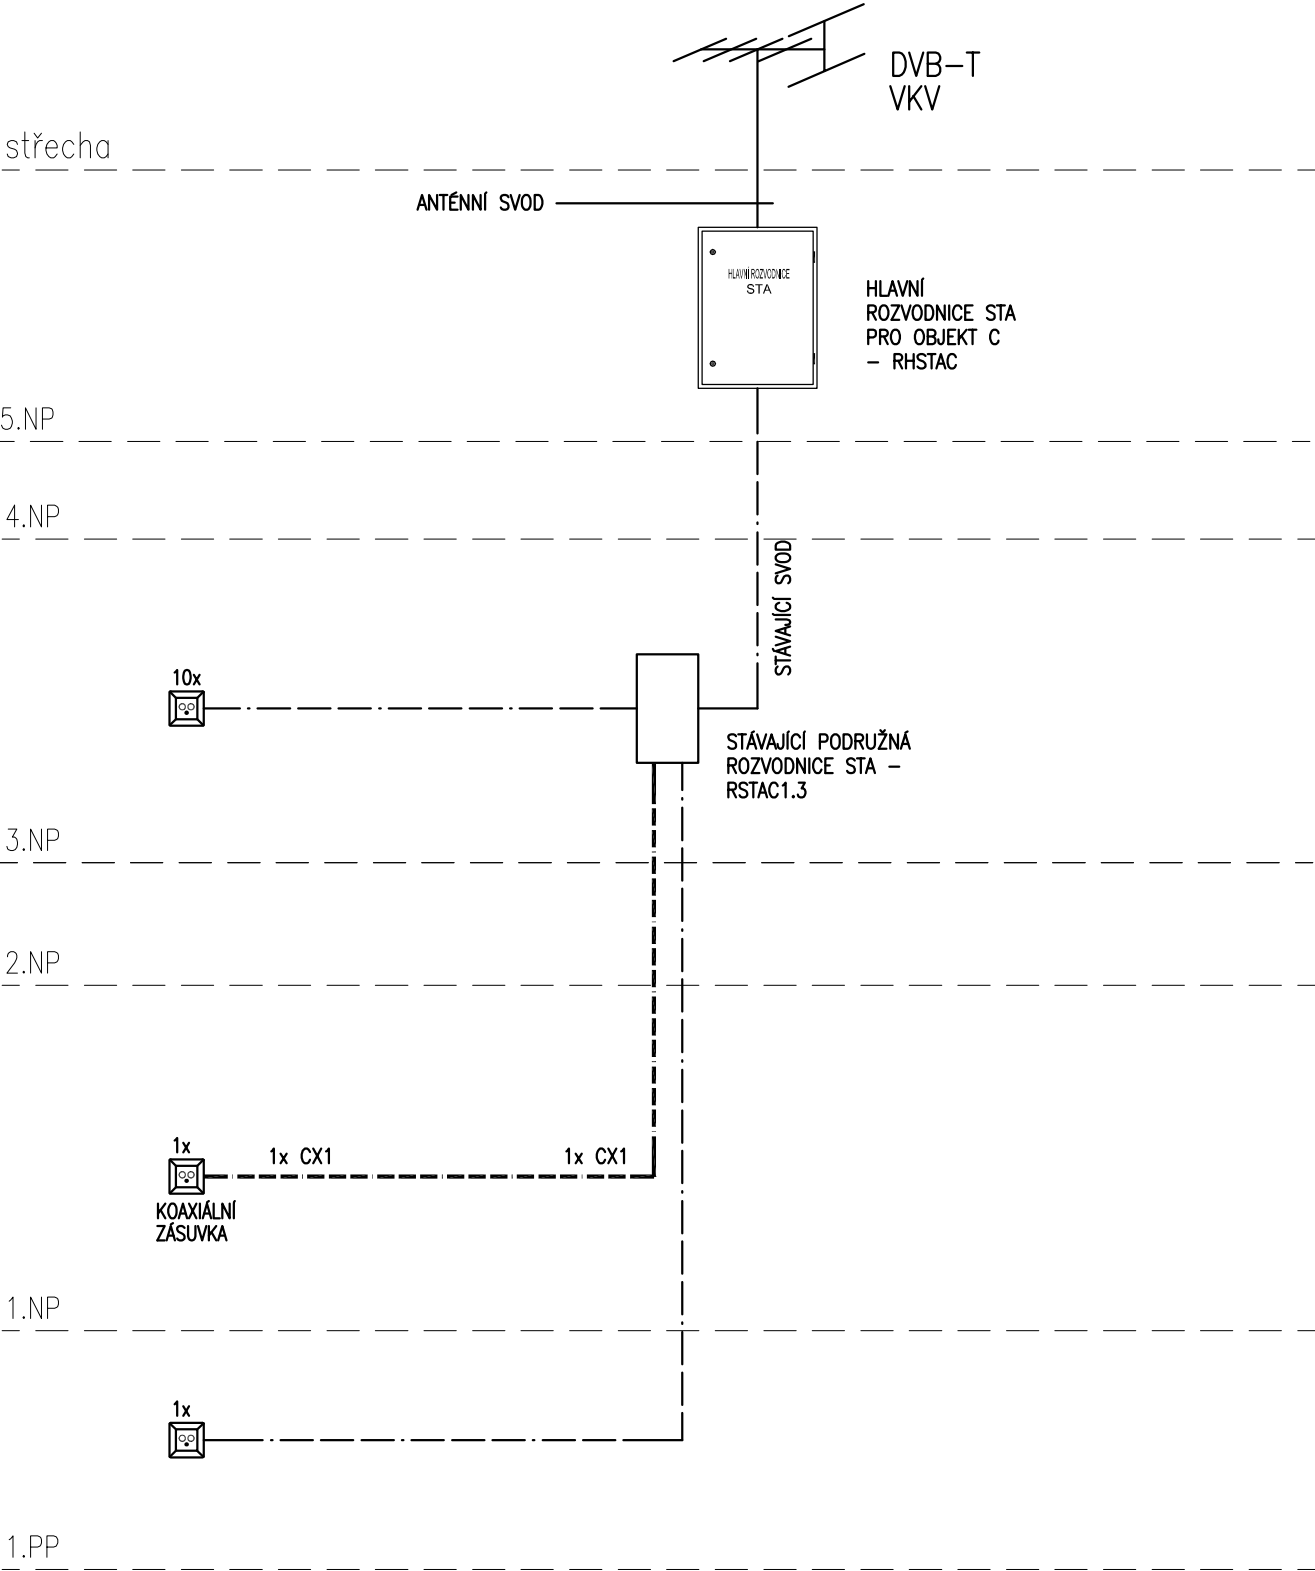 DVB-T
VKV
střecha
ANTÉNNÍ SVOD
HLAVNÍ ROZVODNICE
STA
HLAVNÍ
ROZVODNICE STA
PRO OBJEKT C
- RHSTAC
5.NP
4.NP
STÁVAJÍCÍ SVOD
10x
STÁVAJÍCÍ PODRUŽNÁ
ROZVODNICE STA -
RSTAC1.3
3.NP
2.NP
1x
1x CX1
1x CX1
KOAXIÁLNÍ
ZÁSUVKA
1.NP
1x
1.PP